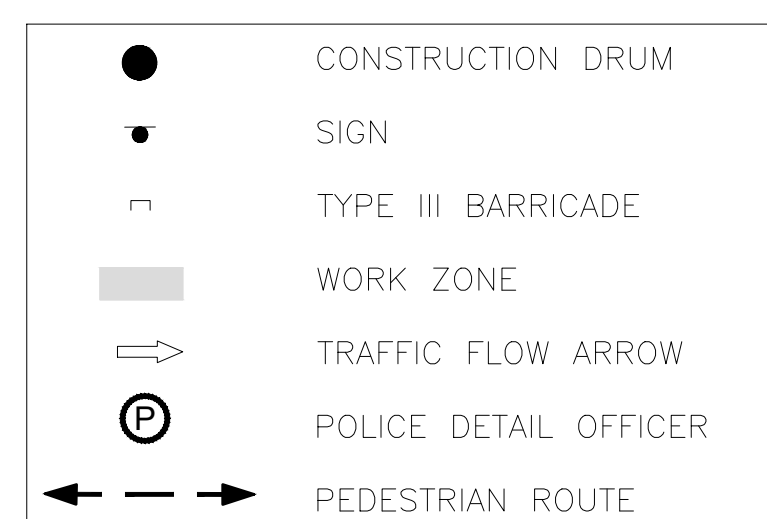 CONSTRUCTION DRUM
SIGN
TYPE III BARRICADE
WORK ZONE
TRAFFIC FLOW ARROW
P POLICE DETAIL OFFICER
PEDESTRIAN ROUTE